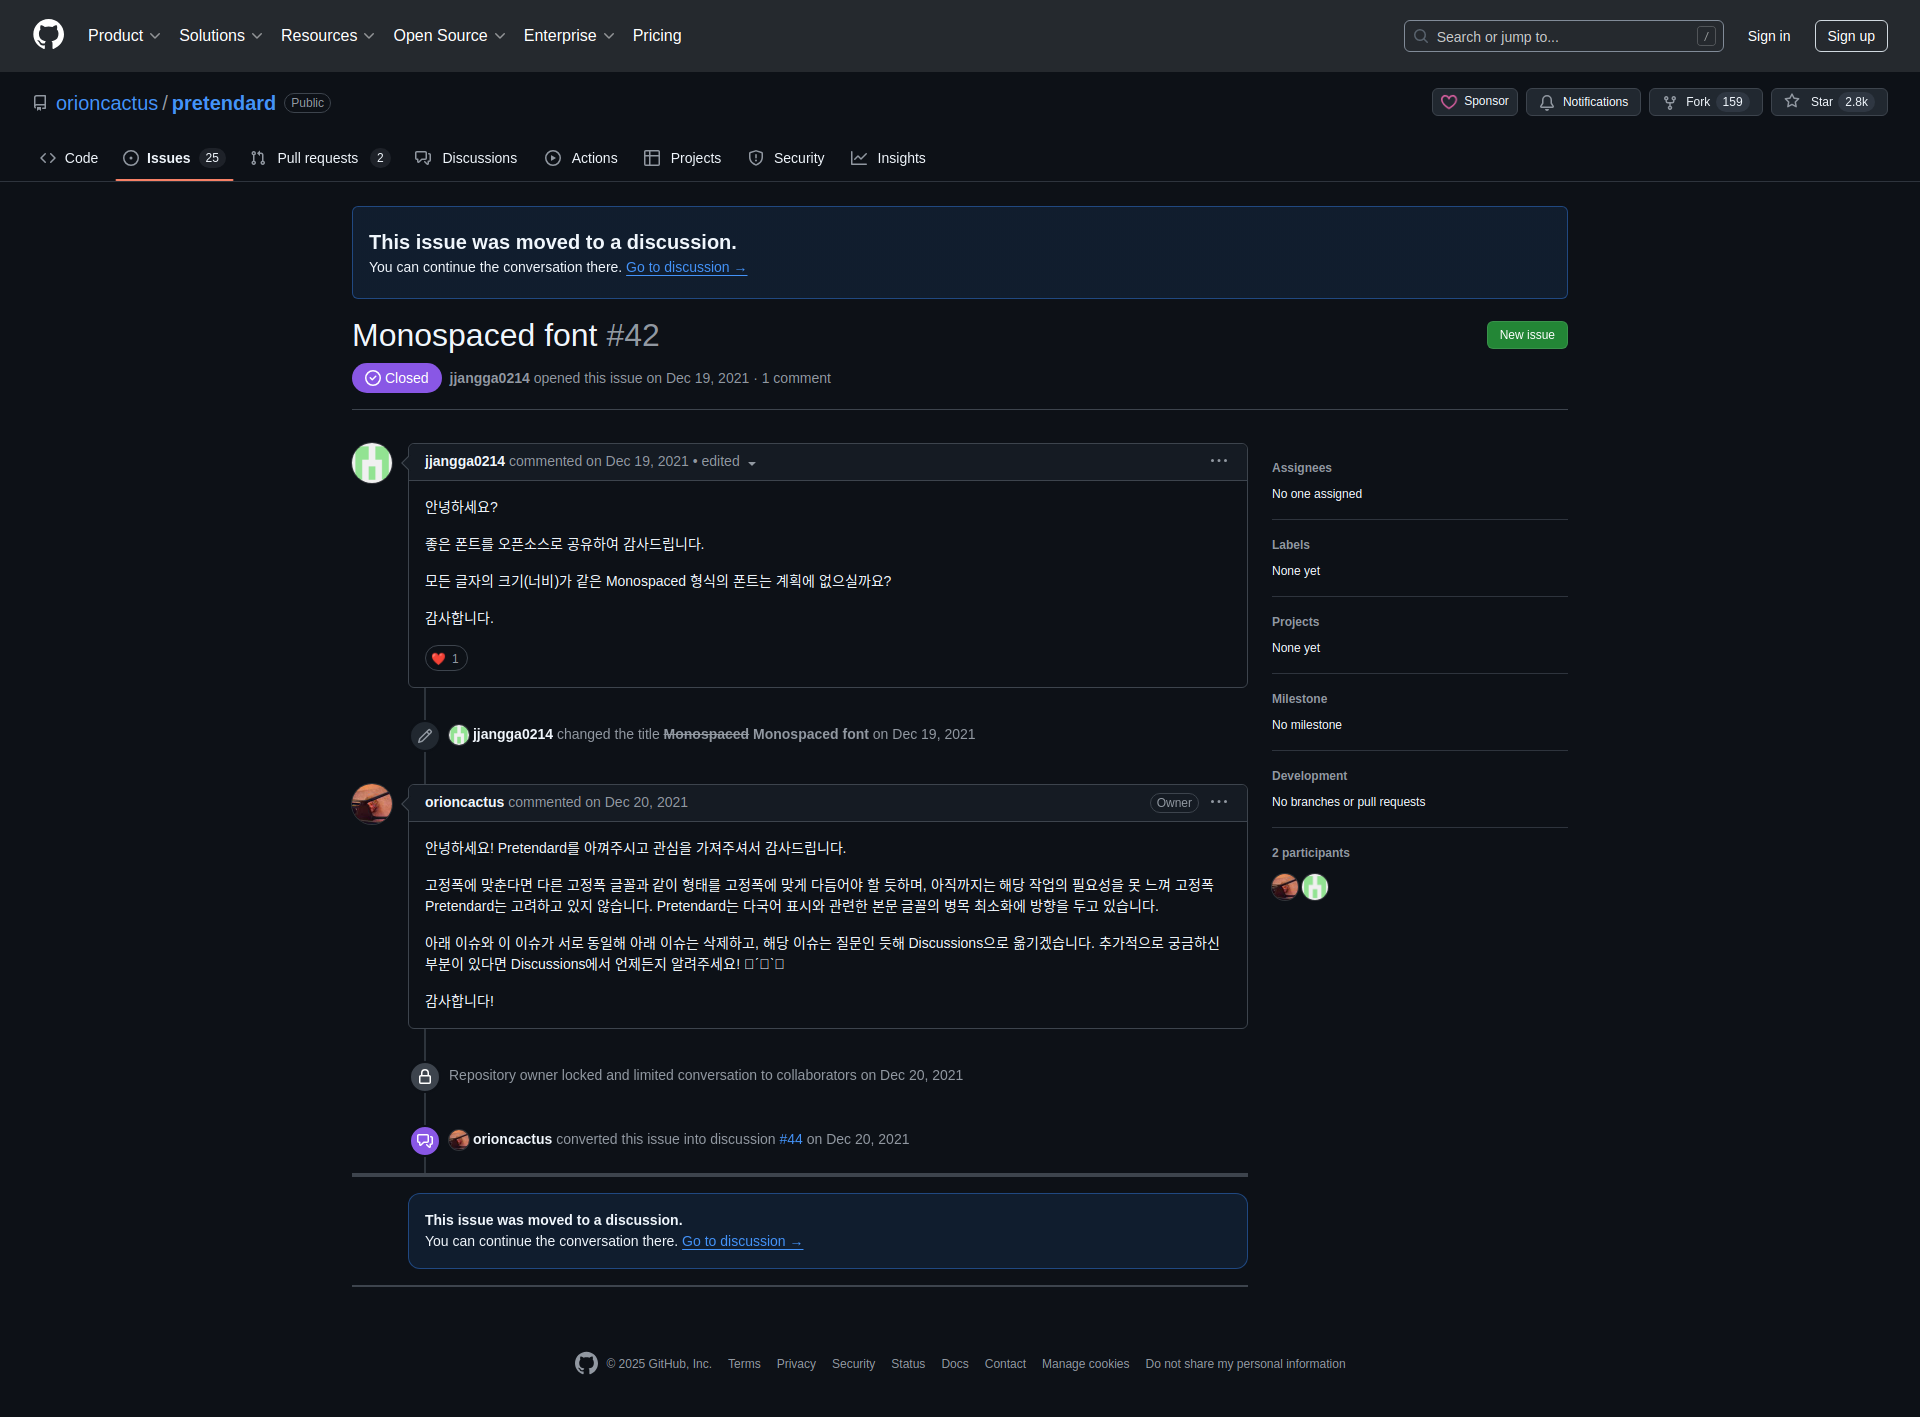 Product Solutions Resources Open Source Enterprise Pricing Search or jump to... / Sign in Sign up
orioncactus / pretendard Public Sponsor Notifications Fork 159 Star 2.8k
Code Issues 25 Pull requests 2 Discussions Actions Projects Security Insights
This issue was moved to a discussion.
You can continue the conversation there. Go to discussion →
Monospaced font #42
New issue
Closed jjangga0214 opened this issue on Dec 19, 2021 · 1 comment
jjangga0214 commented on Dec 19, 2021 • edited
안녕하세요?
좋은 폰트를 오픈소스로 공유하여 감사드립니다.
모든 글자의 크기(너비)가 같은 Monospaced 형식의 폰트는 계획에 없으실까요?
감사합니다.
❤️ 1
jjangga0214 changed the title Monospaced Monospaced font on Dec 19, 2021
orioncactus commented on Dec 20, 2021 Owner
안녕하세요! Pretendard를 아껴주시고 관심을 가져주셔서 감사드립니다.
고정폭에 맞춘다면 다른 고정폭 글꼴과 같이 형태를 고정폭에 맞게 다듬어야 할 듯하며, 아직까지는 해당 작업의 필요성을 못 느껴 고정폭
Pretendard는 고려하고 있지 않습니다. Pretendard는 다국어 표시와 관련한 본문 글꼴의 병목 최소화에 방향을 두고 있습니다.
아래 이슈와 이 이슈가 서로 동일해 아래 이슈는 삭제하고, 해당 이슈는 질문인 듯해 Discussions으로 옮기겠습니다. 추가적으로 궁금하신
부분이 있다면 Discussions에서 언제든지 알려주세요!
감사합니다!
Repository owner locked and limited conversation to collaborators on Dec 20, 2021
orioncactus converted this issue into discussion #44 on Dec 20, 2021
This issue was moved to a discussion.
You can continue the conversation there. Go to discussion →
Assignees
No one assigned
Labels
None yet
Projects
None yet
Milestone
No milestone
Development
No branches or pull requests
2 participants
© 2025 GitHub, Inc. Terms Privacy Security Status Docs Contact Manage cookies Do not share my personal information